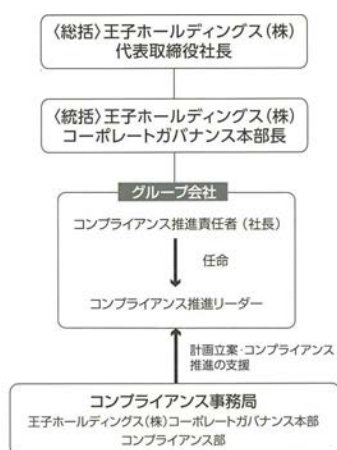 〈総括〉王子ホールディングス(株)
代表取締役社長
〈統括〉王子ホールディングス(株)
コーポレートガバナンス本部長
グループ会社
コンプライアンス推進責任者(社長)
任命
コンプライアンス推進リーダー
計画立案・コンプライアンス
推進の支援
コンプライアンス事務局
王子ホールディングス(株)コーポレートガバナンス本部
コンプライアンス部